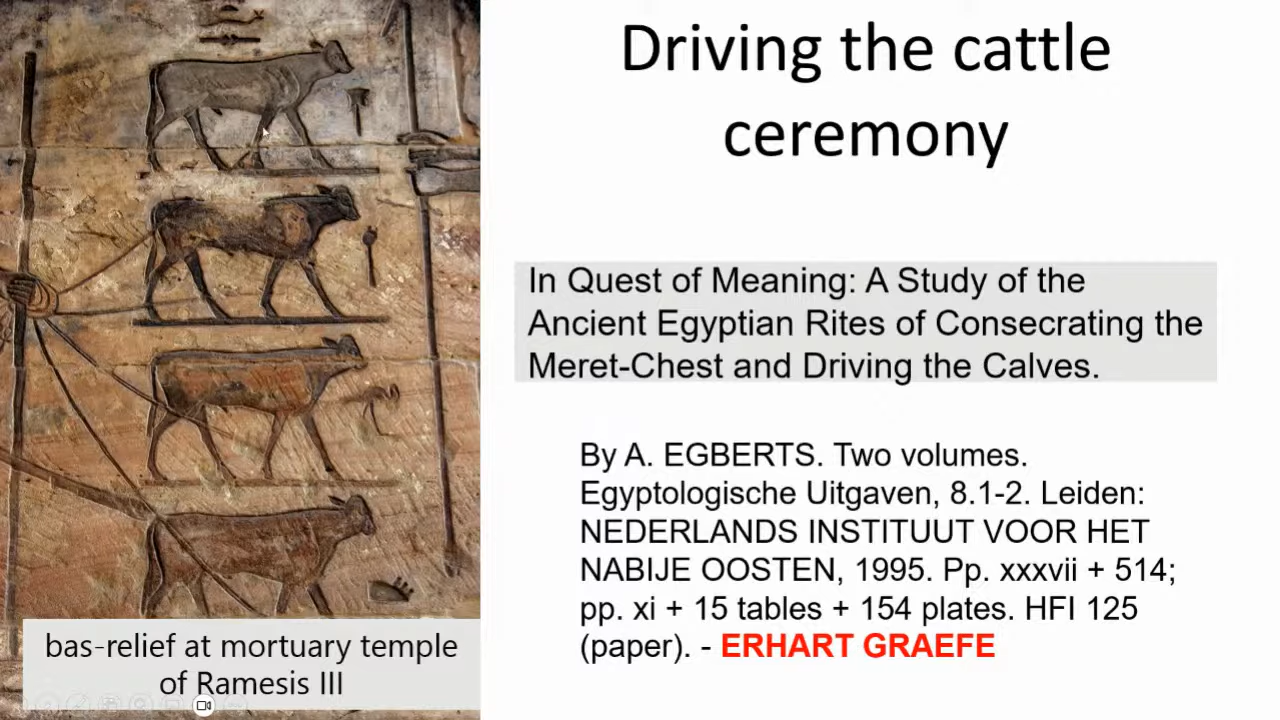 Driving the cattle
ceremony
In Quest of Meaning: A Study of the
Ancient Egyptian Rites of Consecrating the
Meret-Chest and Driving the Calves.
By A. EGBERTS. Two volumes.
Egyptologische Uitgaven, 8.1-2. Leiden:
NEDERLANDS INSTITUUT VOOR HET
NABIJE OOSTEN, 1995. Pp. xxxvii + 514;
pp. xi + 15 tables + 154 plates. HFI 125
(paper). - ERHART GRAEFE
bas-relief at mortuary temple
of Ramesis III